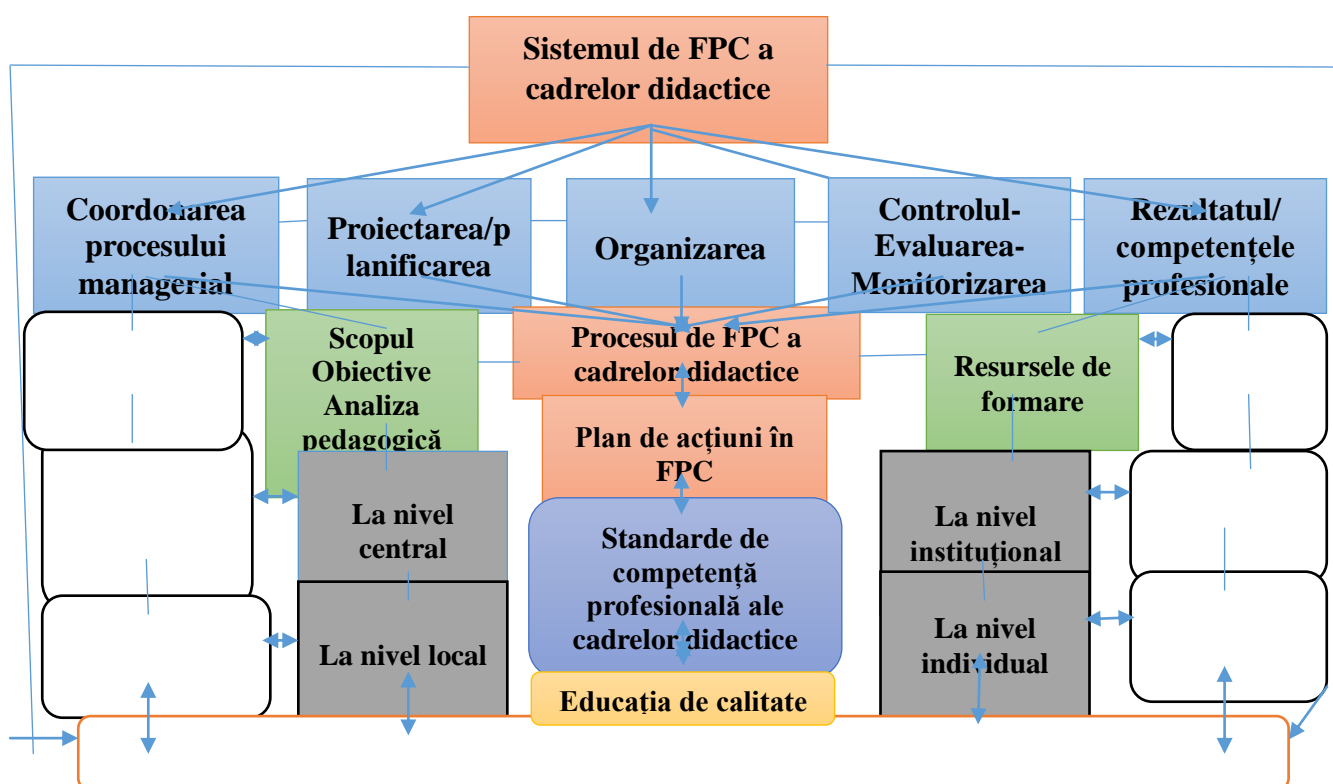 Sistemul de FPC a
cadrelor didactice
Coordonarea
procesului
managerial
Proiectarea/p
lanificarea
Organizarea
Controlul-
Evaluarea-
Monitorizarea
Rezultatul/
competențele
profesionale
Scopul
Obiective
Analiza
pedagogică
Procesul de FPC a
cadrelor didactice
Resursele de
formare
Plan de acțiuni în
FPC
La nivel
central
Standarde de
competență
profesională ale
cadrelor didactice
La nivel
instituțional
La nivel local
La nivel
individual
Educația de calitate